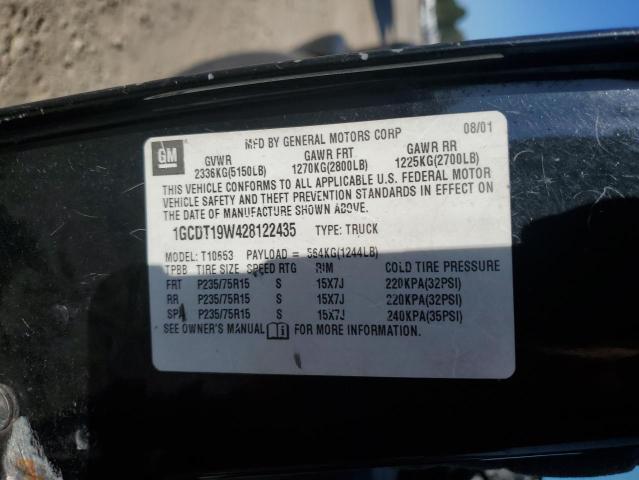 MFD BY GENERAL MOTORS CORP 08/01
GM GVWR GAWR FRT GAWR RR
2336KG(5150LB) 1270KG(2800LB) 1225KG(2700LB)
THIS VEHICLE CONFORMS TO ALL APPLICABLE U.S. FEDERAL MOTOR
VEHICLE SAFETY AND THEFT PREVENTION STANDARDS IN EFFECT ON
THE DATE OF MANUFACTURE SHOWN ABOVE.
1GCDT19W428122435 TYPE: TRUCK
MODEL: T10653 PAYLOAD = 564KG(1244LB)
TPBB TIRE SIZE SPEED RTG RIM COLD TIRE PRESSURE
FRT P235/75R15 S 15X7J 220KPA(32PSI)
RR P235/75R15 S 15X7J 220KPA(32PSI)
SPA P235/75R15 S 15X7J 240KPA(35PSI)
SEE OWNER'S MANUAL FOR MORE INFORMATION.